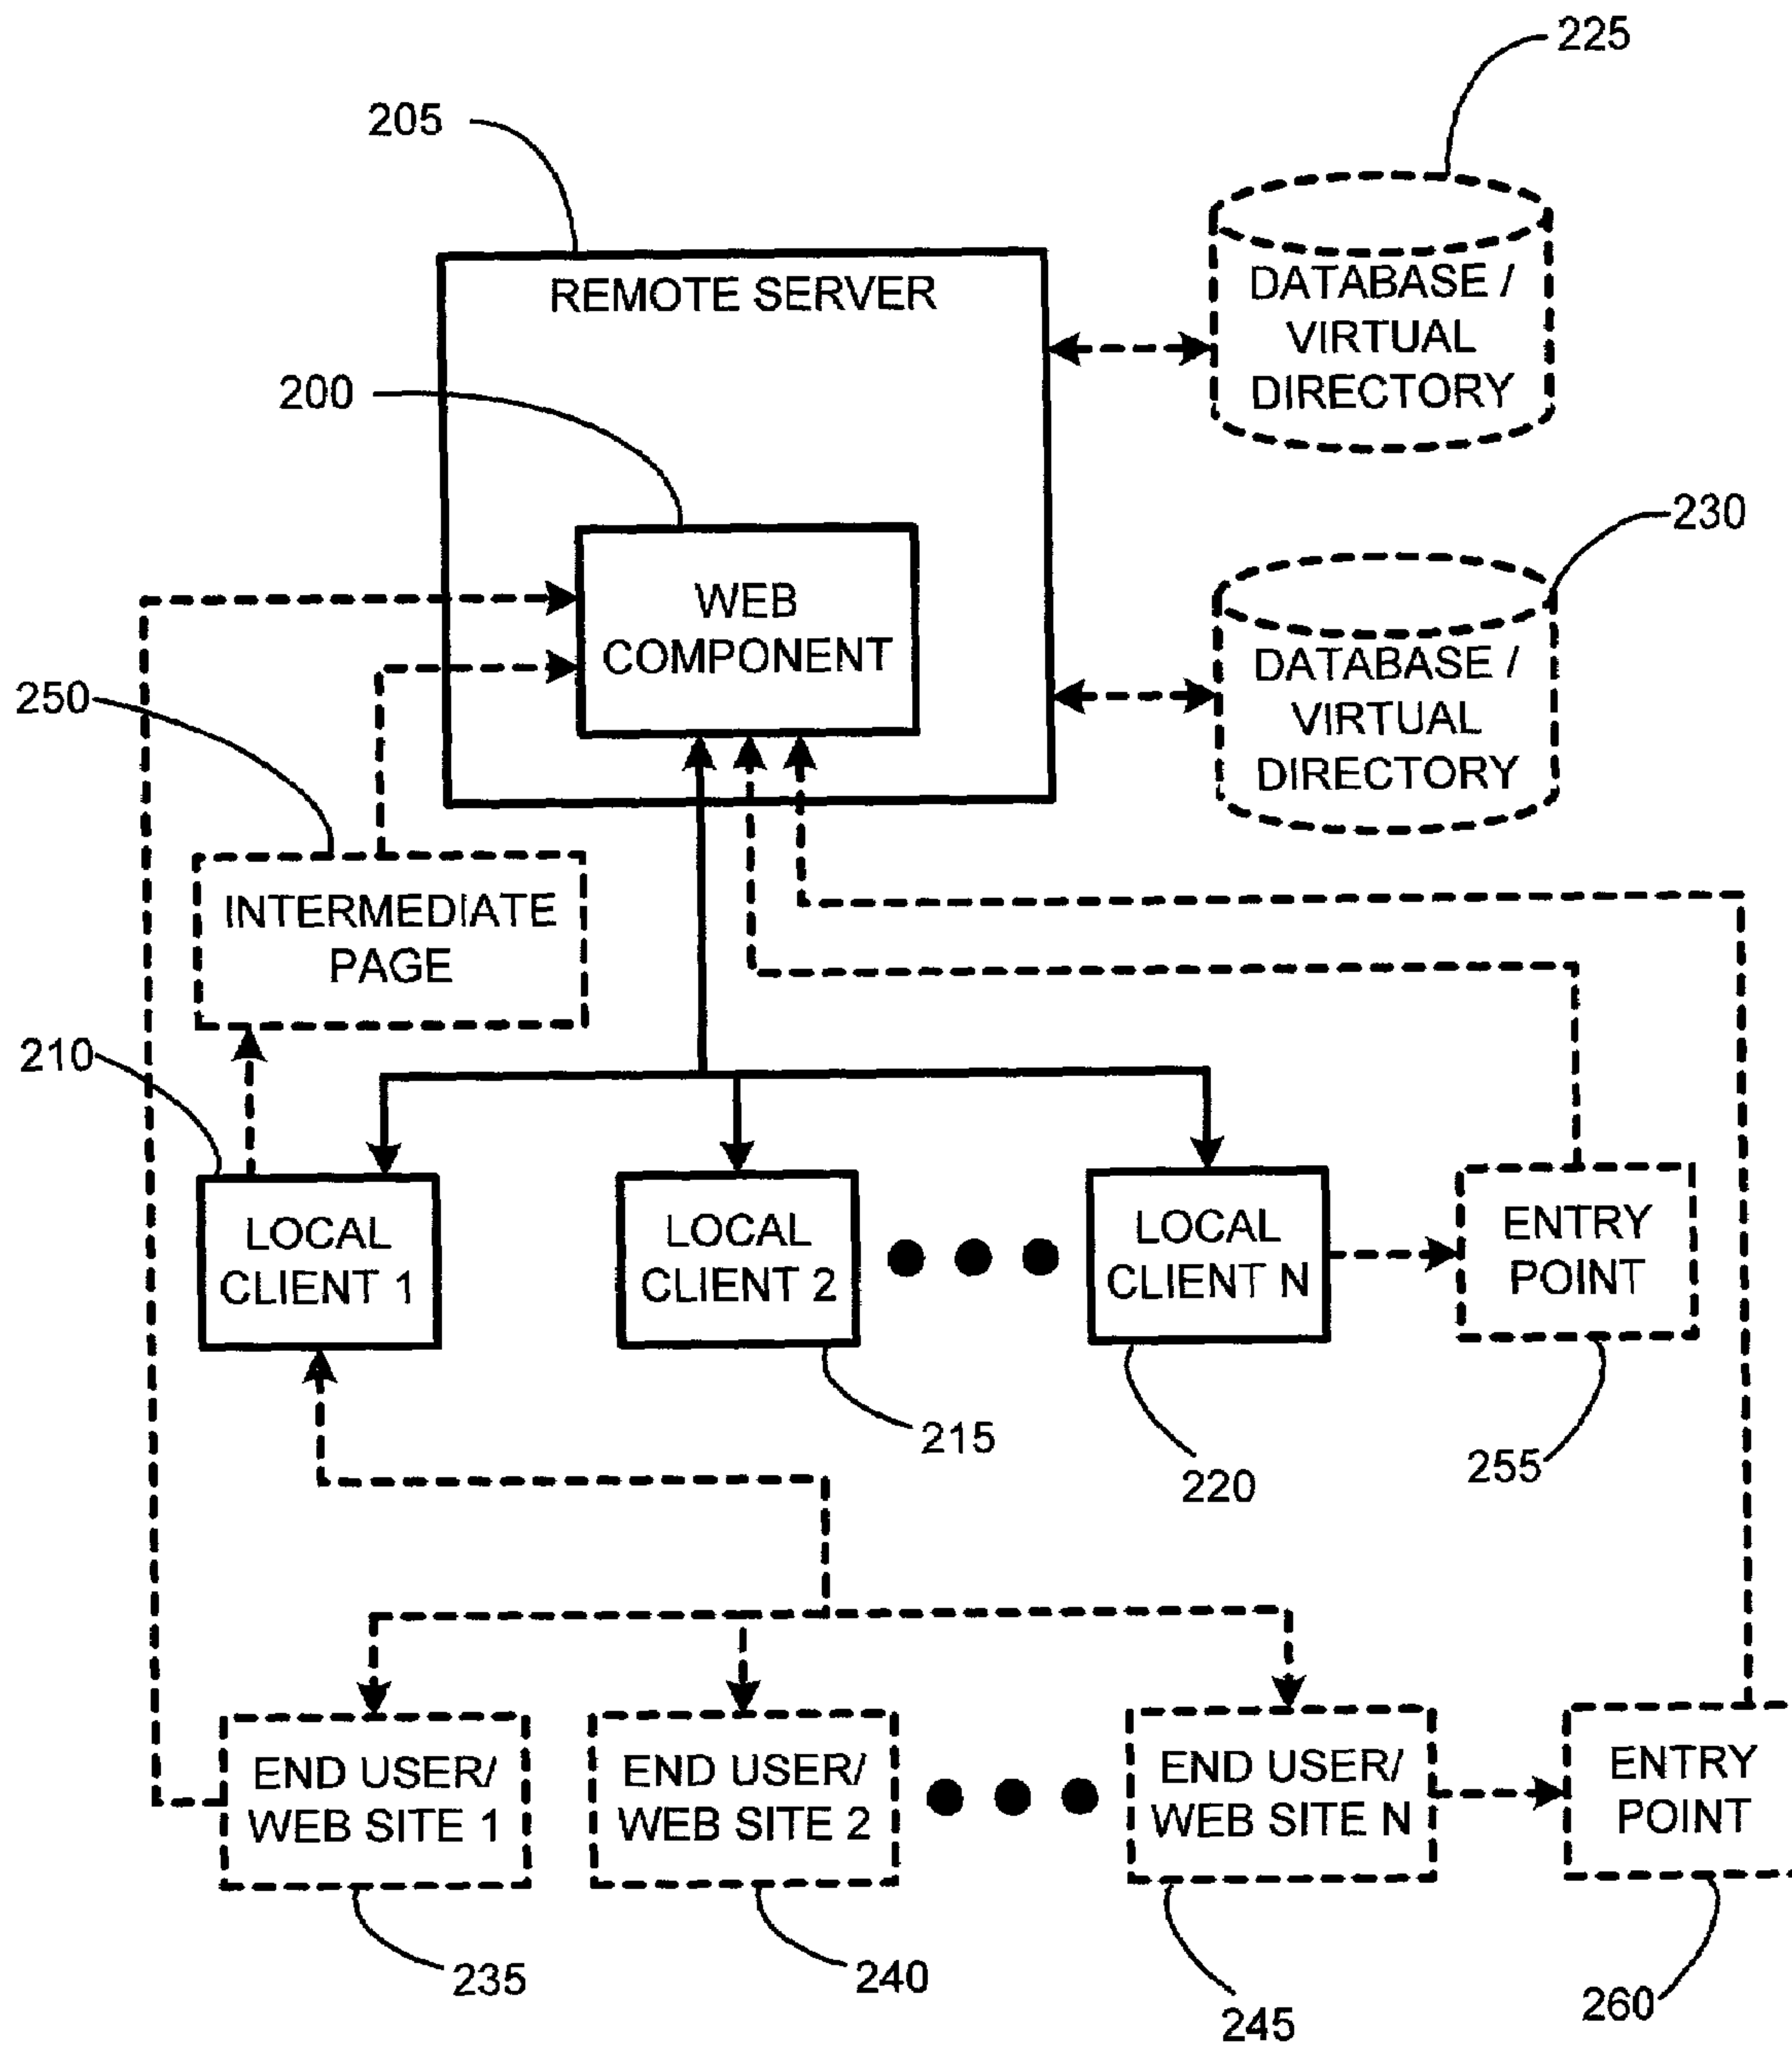 225
205
REMOTE SERVER
DATABASE /
VIRTUAL
DIRECTORY
200
230
WEB
COMPONENT
DATABASE /
VIRTUAL
DIRECTORY
250
INTERMEDIATE
PAGE
210
LOCAL
CLIENT 1
LOCAL
CLIENT 2
LOCAL
CLIENT N
ENTRY
POINT
215
220
255
END USER/
WEB SITE 1
END USER/
WEB SITE 2
END USER/
WEB SITE N
ENTRY
POINT
235
240
245
260